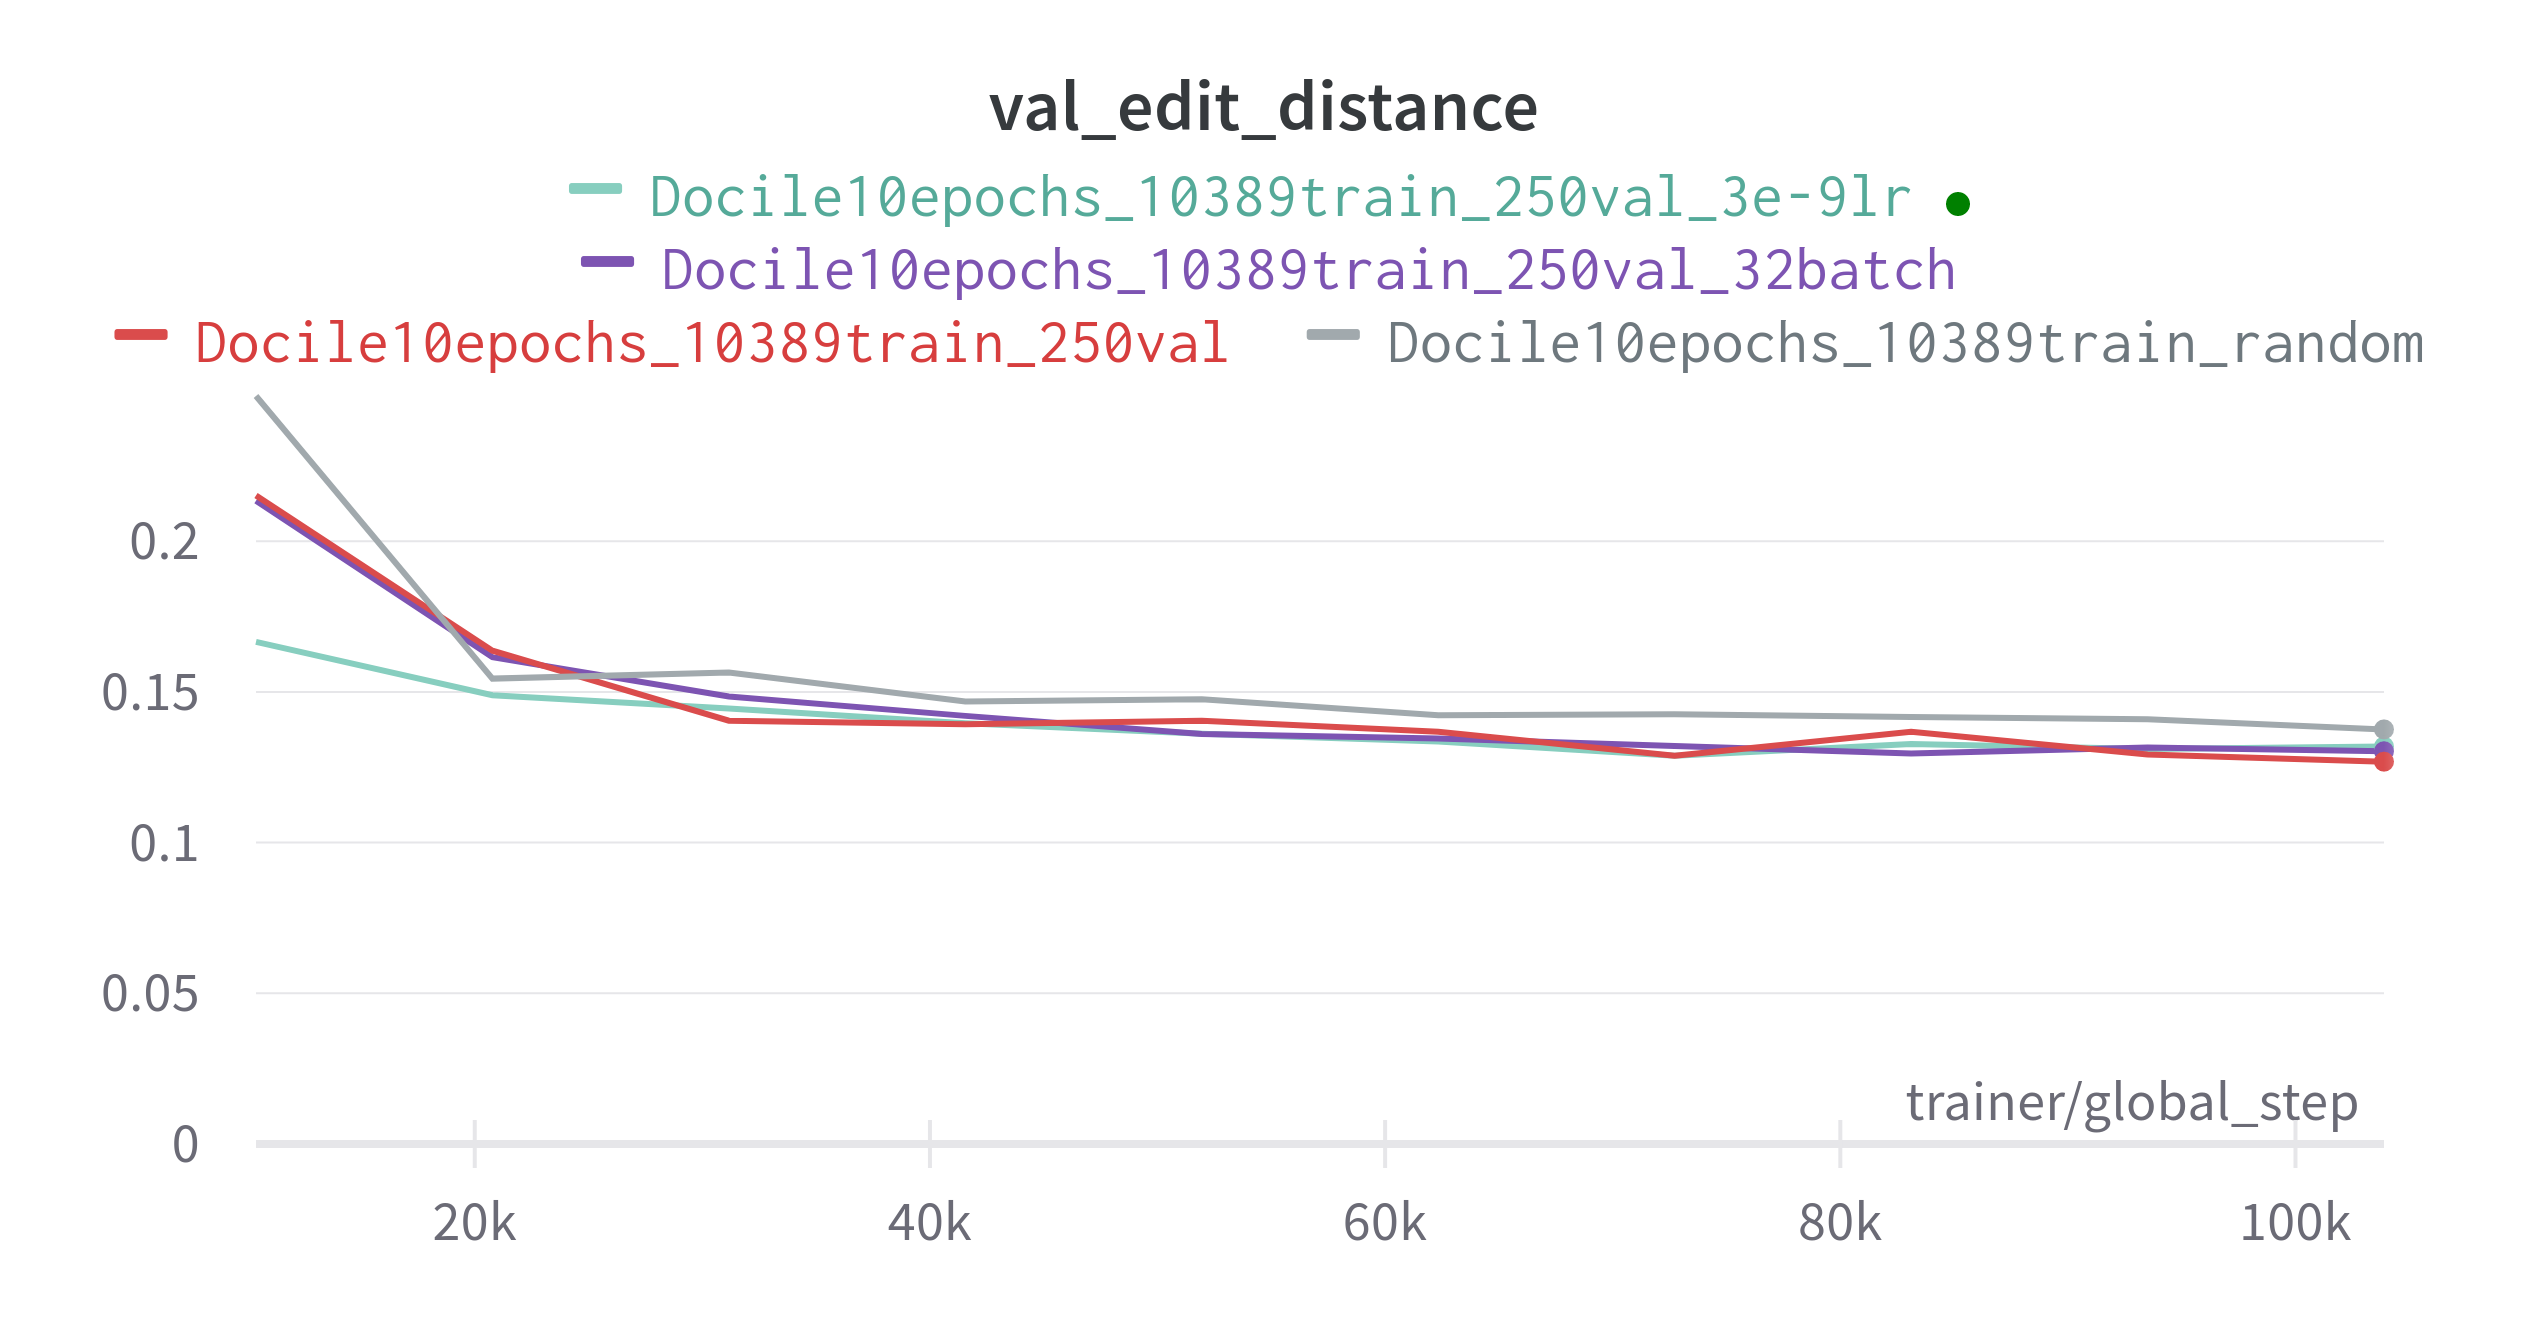 val_edit_distance
Docile10epochs_10389train_250val_3e-9lr
Docile10epochs_10389train_250val_32batch
Docile10epochs_10389train_250val Docile10epochs_10389train_random
0.2
0.15
0.1
0.05
trainer/global_step
0
20k 40k 60k 80k 100k